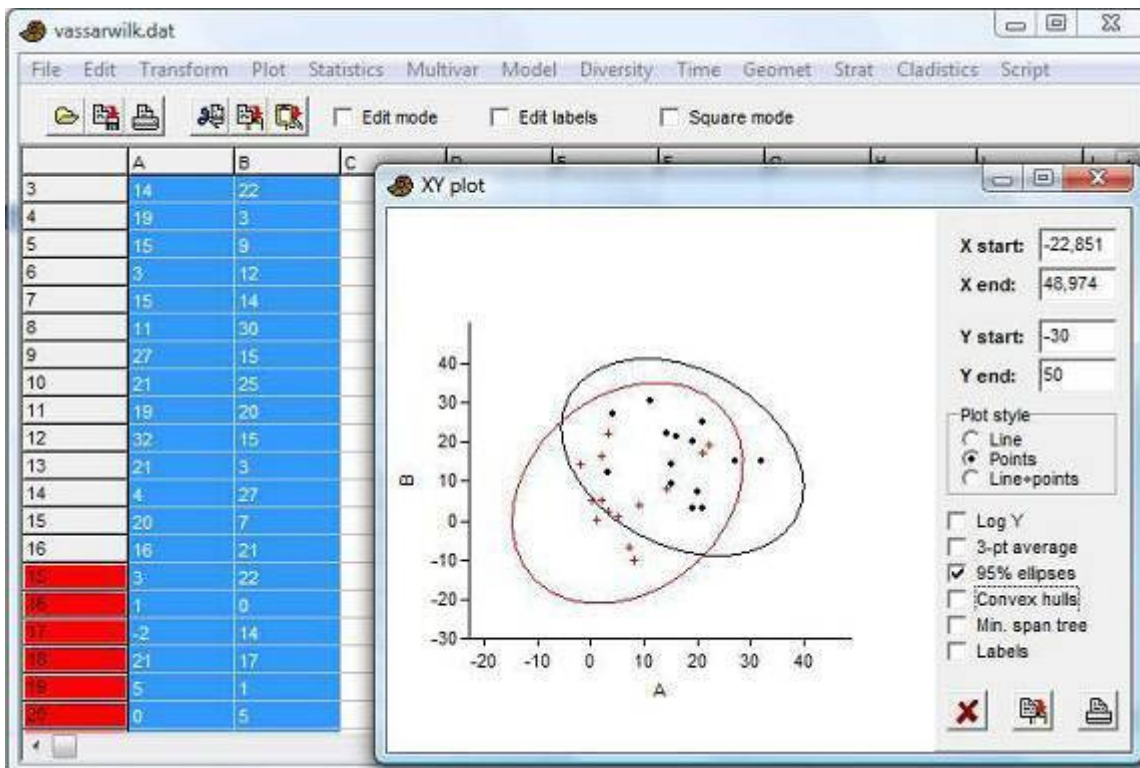 vassarwilk.dat
File Edit Transform Plot Statistics Multivar Model Diversity Time Geomet Strat Cladistics Script
Edit mode Edit labels Square mode
A B C
3 14 22
4 19 3
5 15 9
6 3 12
7 15 14
8 11 30
9 27 15
10 21 25
11 19 20
12 32 15
13 21 3
14 4 27
15 20 7
16 16 21
15 3 22
16 1 0
17 -2 14
18 21 17
19 5 1
20 0 5
XY plot
X start: -22,851
X end: 48,974
Y start: -30
Y end: 50
Plot style
Line
Points
Line+points
Log Y
3-pt average
95% ellipses
Convex hulls
Min. span tree
Labels
B
40
30
20
10
0
-10
-20
-30
-20 -10 0 10 20 30 40
A